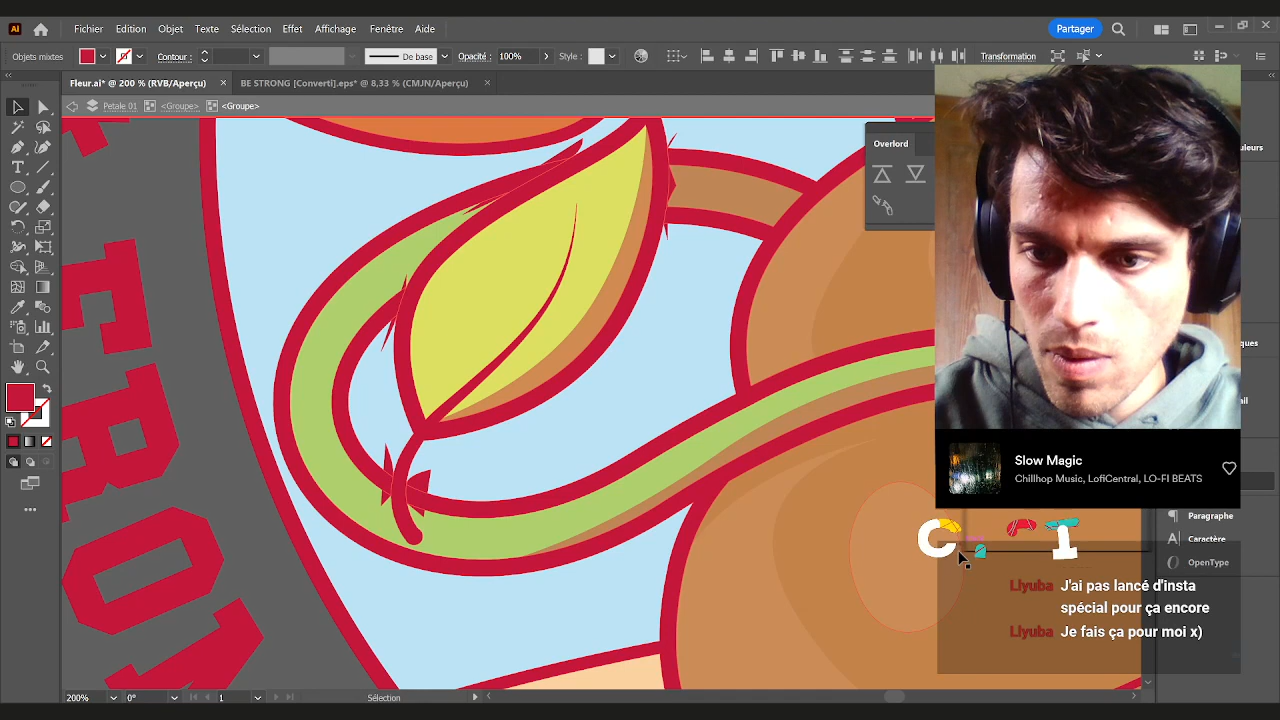 Ai Fichier Edition Objet Texte Sélection Effet Affichage Fenêtre Aide Partager
Objets mixtes Contour : De base Opacité : 100% Style : Transformation
Fleur.ai* @ 200 % (RVB/Aperçu) × BE STRONG [Converti].eps* @ 8,33 % (CMJN/Aperçu) ×
Petale 01 <Groupe> <Groupe>
Overlord
FROM
Slow Magic
Chillhop Music, LofiCentral, LO-FI BEATS
Paragraphe
Caractère
OpenType
Llyuba J'ai pas lancé d'insta
spécial pour ça encore
Llyuba Je fais ça pour moi x)
200% 0° 1 Sélection